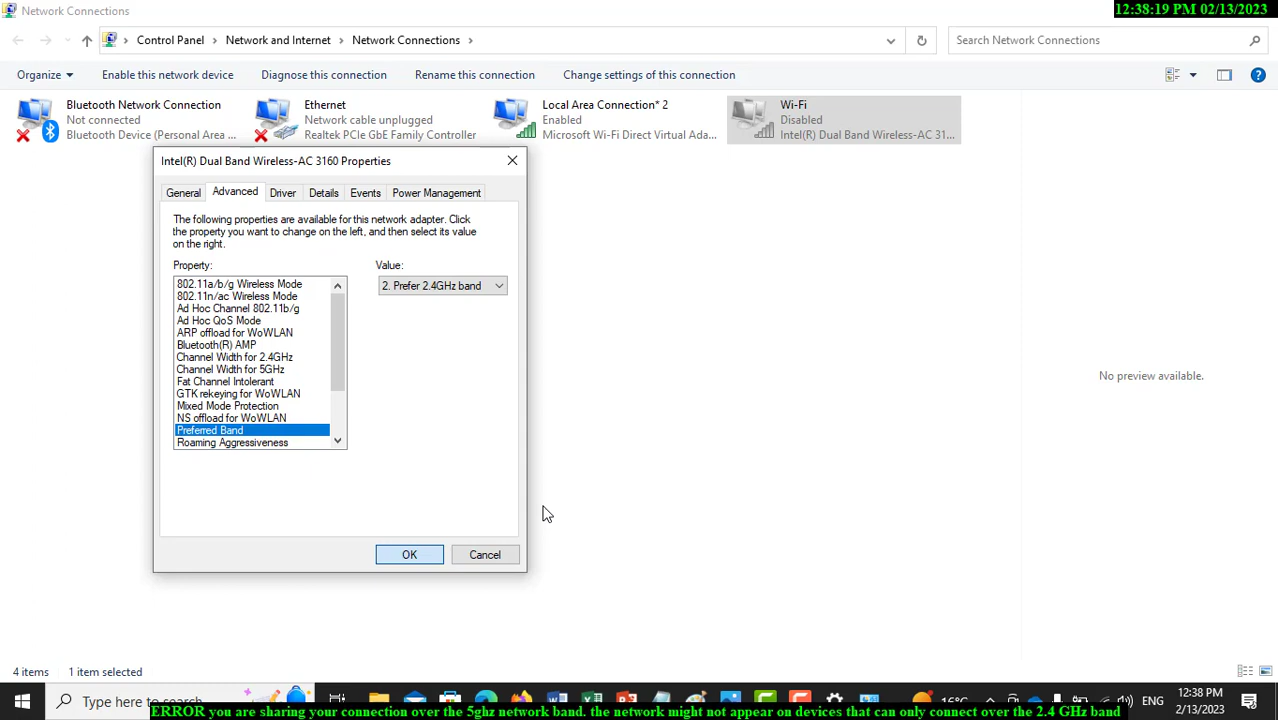 Network Connections
12:38:19 PM 02/13/2023
Control Panel
Network and Internet
Network Connections
Search Network Connections
Organize
Enable this network device
Diagnose this connection
Rename this connection
Change settings of this connection
Bluetooth Network Connection
Not connected
Bluetooth Device (Personal Area ...
Ethernet
Network cable unplugged
Realtek PCIe GbE Family Controller
Local Area Connection* 2
Enabled
Microsoft Wi-Fi Direct Virtual Ada...
Wi-Fi
Disabled
Intel(R) Dual Band Wireless-AC 31...
Intel(R) Dual Band Wireless-AC 3160 Properties
General
Advanced
Driver
Details
Events
Power Management
The following properties are available for this network adapter. Click
the property you want to change on the left, and then select its value
on the right.
Property:
Value:
802.11a/b/g Wireless Mode
802.11n/ac Wireless Mode
Ad Hoc Channel 802.11b/g
Ad Hoc QoS Mode
ARP offload for WoWLAN
Bluetooth(R) AMP
Channel Width for 2.4GHz
Channel Width for 5GHz
Fat Channel Intolerant
GTK rekeying for WoWLAN
Mixed Mode Protection
NS offload for WoWLAN
Preferred Band
Roaming Aggressiveness
2. Prefer 2.4GHz band
OK
Cancel
No preview available.
4 items
1 item selected
Type here to search
16°C
ENG
12:38 PM
2/13/2023
ERROR you are sharing your connection over the 5ghz network band. the network might not appear on devices that can only connect over the 2.4 GHz band